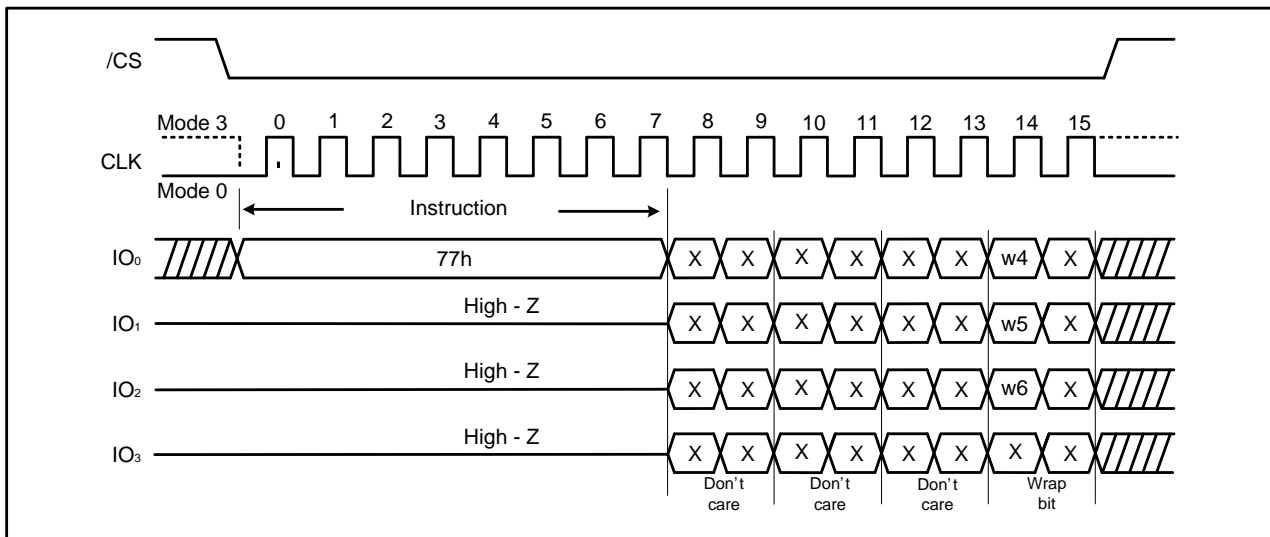 /CS
Mode 3 0 1 2 3 4 5 6 7 8 9 10 11 12 13 14 15
CLK
Mode 0
Instruction
IO₀ 77h X X X X X X w4 X
High - Z
IO₁ X X X X X X w5 X
High - Z
IO₂ X X X X X X w6 X
High - Z
IO₃ X X X X X X X X
Don't care Don't care Don't care Wrap bit